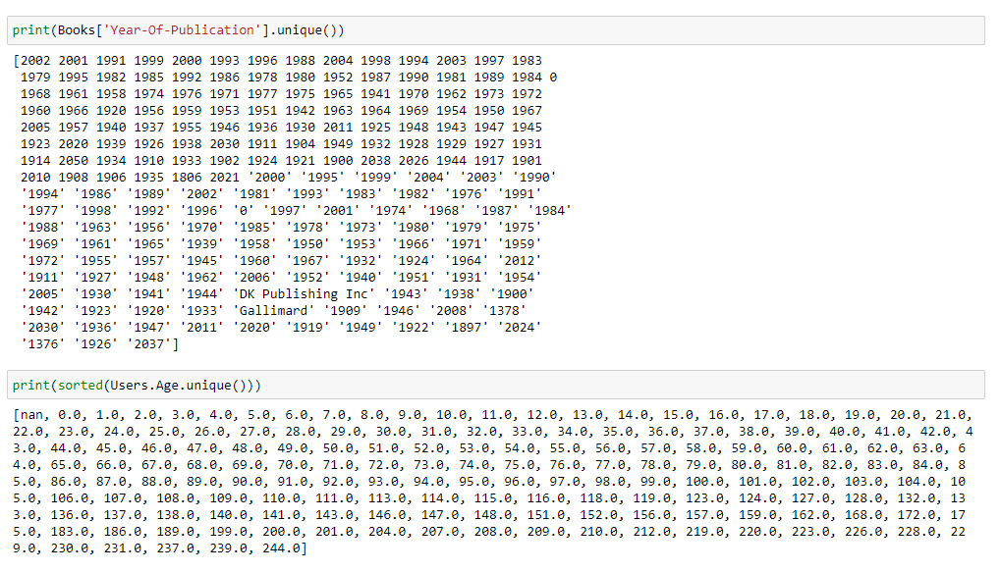 print(Books['Year-Of-Publication'].unique())
[2002 2001 1991 1999 2000 1993 1996 1988 2004 1998 1994 2003 1997 1983
1979 1995 1982 1985 1992 1986 1978 1980 1952 1987 1990 1981 1989 1984 0
1968 1961 1958 1974 1976 1971 1977 1975 1965 1941 1970 1962 1973 1972
1960 1966 1920 1956 1959 1953 1951 1942 1963 1964 1969 1954 1950 1967
2005 1957 1940 1937 1955 1946 1936 1930 2011 1925 1948 1943 1947 1945
1923 2020 1939 1926 1938 2030 1911 1904 1949 1932 1928 1929 1927 1931
1914 2050 1934 1910 1933 1902 1924 1921 1900 2038 2026 1944 1917 1901
2010 1908 1906 1935 1806 2021 '2000' '1995' '1999' '2004' '2003' '1990'
'1994' '1986' '1989' '2002' '1981' '1993' '1983' '1982' '1976' '1991'
'1977' '1998' '1992' '1996' '0' '1997' '2001' '1974' '1968' '1987' '1984'
'1988' '1963' '1956' '1970' '1985' '1978' '1973' '1980' '1979' '1975'
'1969' '1961' '1965' '1939' '1958' '1950' '1953' '1966' '1971' '1959'
'1972' '1955' '1957' '1945' '1960' '1967' '1932' '1924' '1964' '2012'
'1911' '1927' '1948' '1962' '2006' '1952' '1940' '1951' '1931' '1954'
'2005' '1930' '1941' '1944' 'DK Publishing Inc' '1943' '1938' '1900'
'1942' '1923' '1920' '1933' 'Gallimard' '1909' '1946' '2008' '1378'
'2030' '1936' '1947' '2011' '2020' '1919' '1949' '1922' '1897' '2024'
'1376' '1926' '2037']
print(sorted(Users.Age.unique()))
[nan, 0.0, 1.0, 2.0, 3.0, 4.0, 5.0, 6.0, 7.0, 8.0, 9.0, 10.0, 11.0, 12.0, 13.0, 14.0, 15.0, 16.0, 17.0, 18.0, 19.0, 20.0, 21.0,
22.0, 23.0, 24.0, 25.0, 26.0, 27.0, 28.0, 29.0, 30.0, 31.0, 32.0, 33.0, 34.0, 35.0, 36.0, 37.0, 38.0, 39.0, 40.0, 41.0, 42.0, 4
3.0, 44.0, 45.0, 46.0, 47.0, 48.0, 49.0, 50.0, 51.0, 52.0, 53.0, 54.0, 55.0, 56.0, 57.0, 58.0, 59.0, 60.0, 61.0, 62.0, 63.0, 6
4.0, 65.0, 66.0, 67.0, 68.0, 69.0, 70.0, 71.0, 72.0, 73.0, 74.0, 75.0, 76.0, 77.0, 78.0, 79.0, 80.0, 81.0, 82.0, 83.0, 84.0, 8
5.0, 86.0, 87.0, 88.0, 89.0, 90.0, 91.0, 92.0, 93.0, 94.0, 95.0, 96.0, 97.0, 98.0, 99.0, 100.0, 101.0, 102.0, 103.0, 104.0, 10
5.0, 106.0, 107.0, 108.0, 109.0, 110.0, 111.0, 113.0, 114.0, 115.0, 116.0, 118.0, 119.0, 123.0, 124.0, 127.0, 128.0, 132.0, 13
3.0, 136.0, 137.0, 138.0, 140.0, 141.0, 143.0, 146.0, 147.0, 148.0, 151.0, 152.0, 156.0, 157.0, 159.0, 162.0, 168.0, 172.0, 17
5.0, 183.0, 186.0, 189.0, 199.0, 200.0, 201.0, 204.0, 207.0, 208.0, 209.0, 210.0, 212.0, 219.0, 220.0, 223.0, 226.0, 228.0, 22
9.0, 230.0, 231.0, 237.0, 239.0, 244.0]